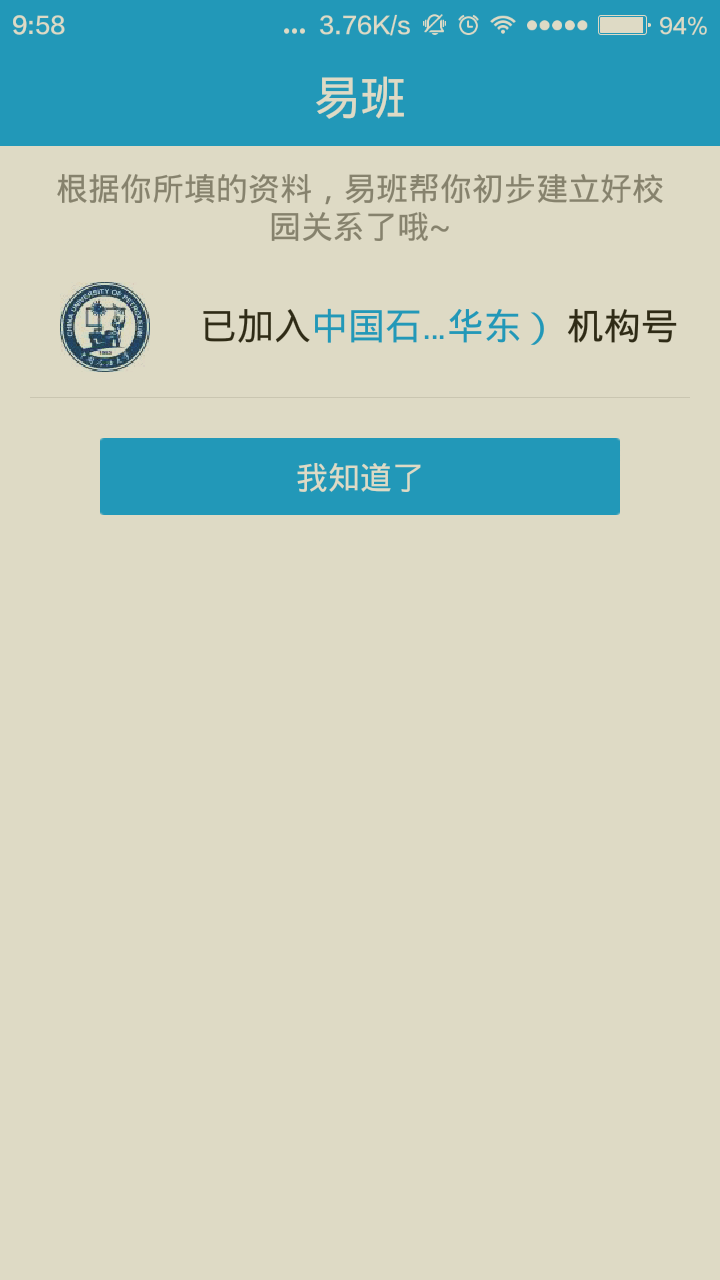 9:58 ... 3.76K/s 94%
易班
根据你所填的资料，易班帮你初步建立好校
园关系了哦~
CHINA UNIVERSITY OF PETROLEUM
已加入中国石...华东）机构号
我知道了